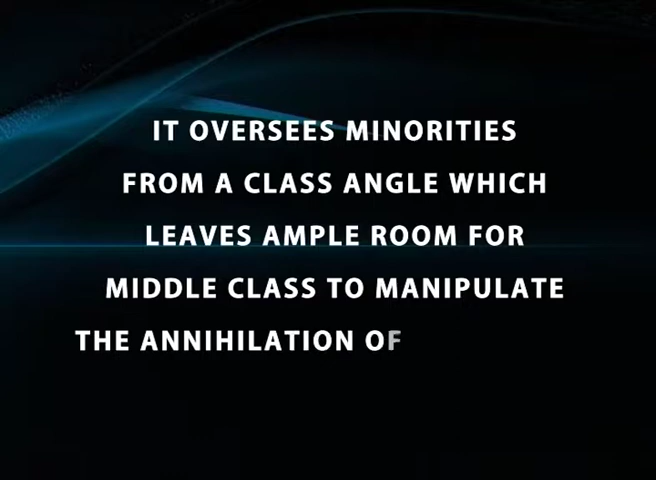 IT OVERSEES MINORITIES
FROM A CLASS ANGLE WHICH
LEAVES AMPLE ROOM FOR
MIDDLE CLASS TO MANIPULATE
THE ANNIHILATION OF